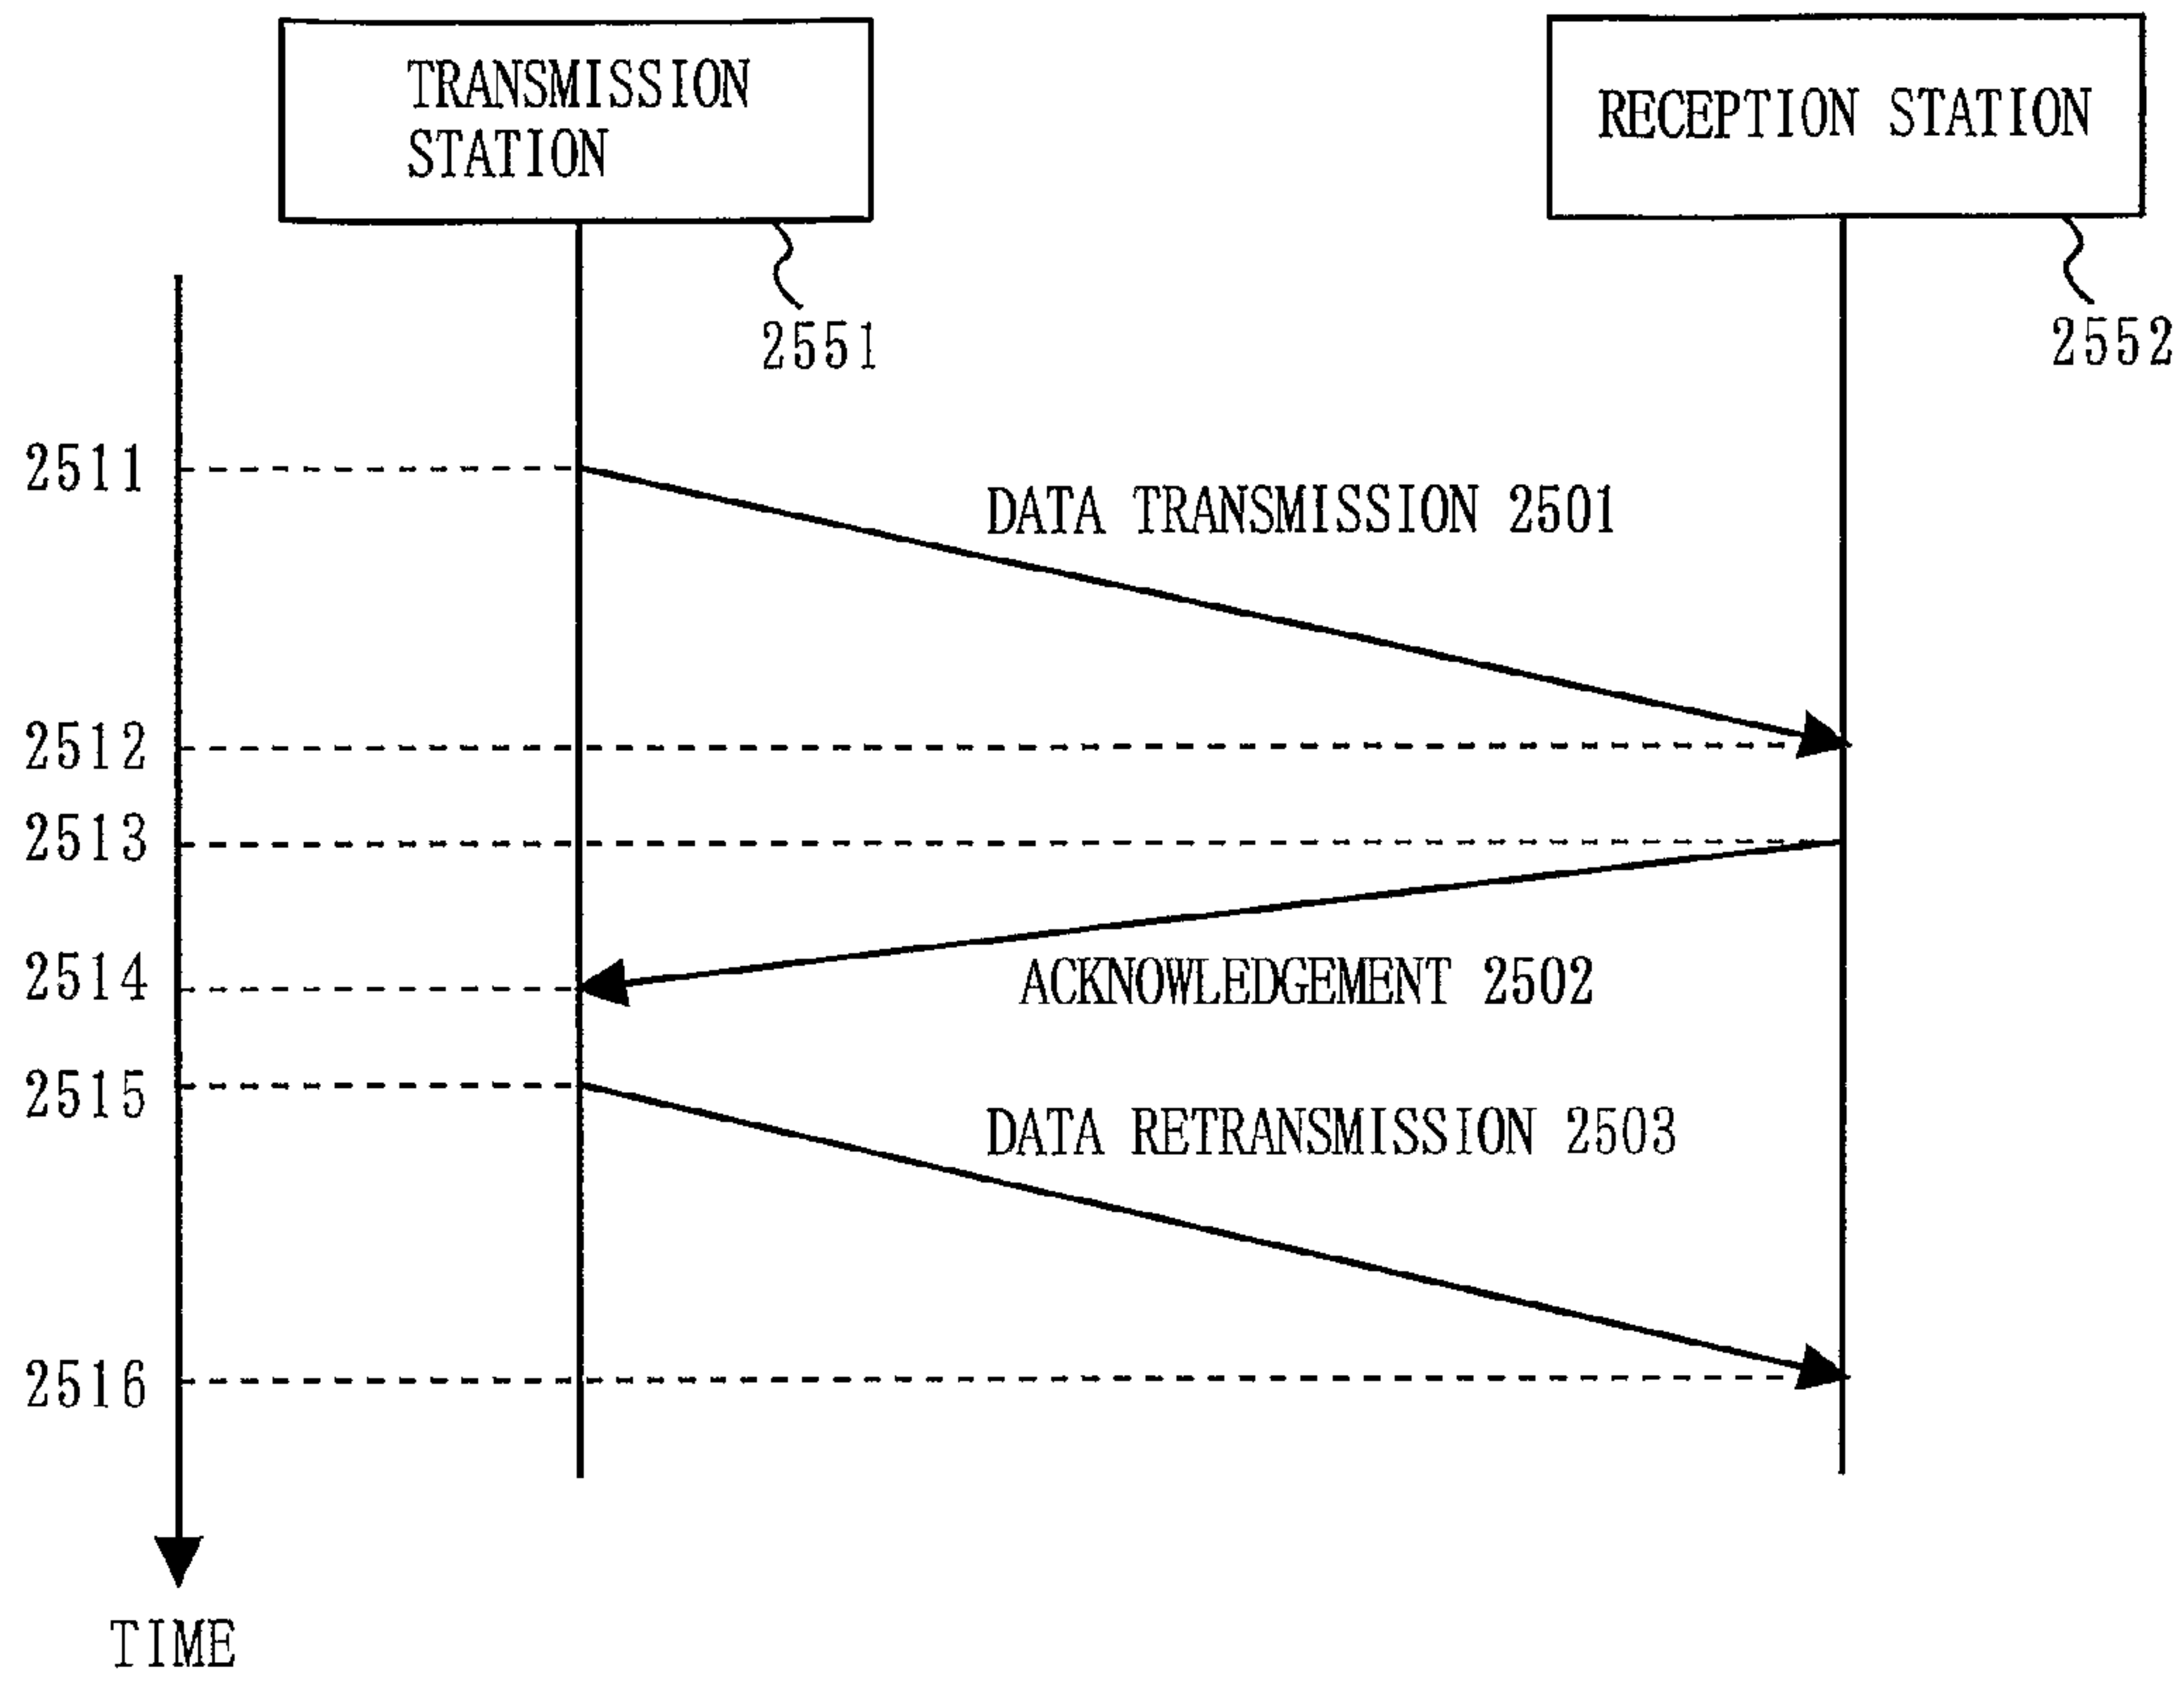 TRANSMISSION
STATION
RECEPTION STATION
2551
2552
2511
DATA TRANSMISSION 2501
2512
2513
2514
ACKNOWLEDGEMENT 2502
2515
DATA RETRANSMISSION 2503
2516
TIME